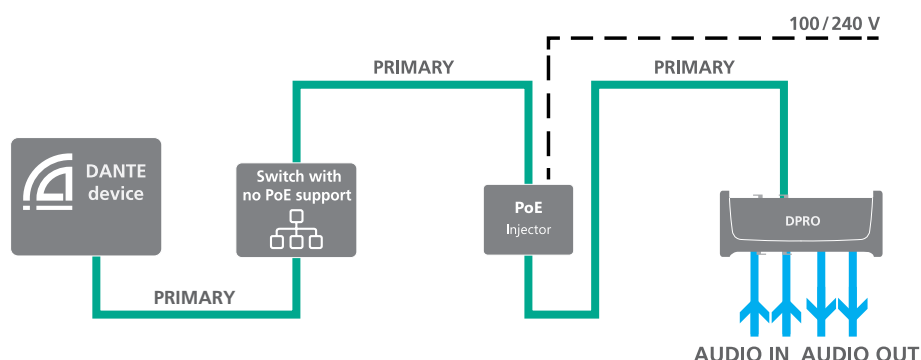 100/240 V
PRIMARY
PRIMARY
DANTE
device
Switch with
no PoE support
PoE
Injector
DPRO
PRIMARY
AUDIO IN AUDIO OUT